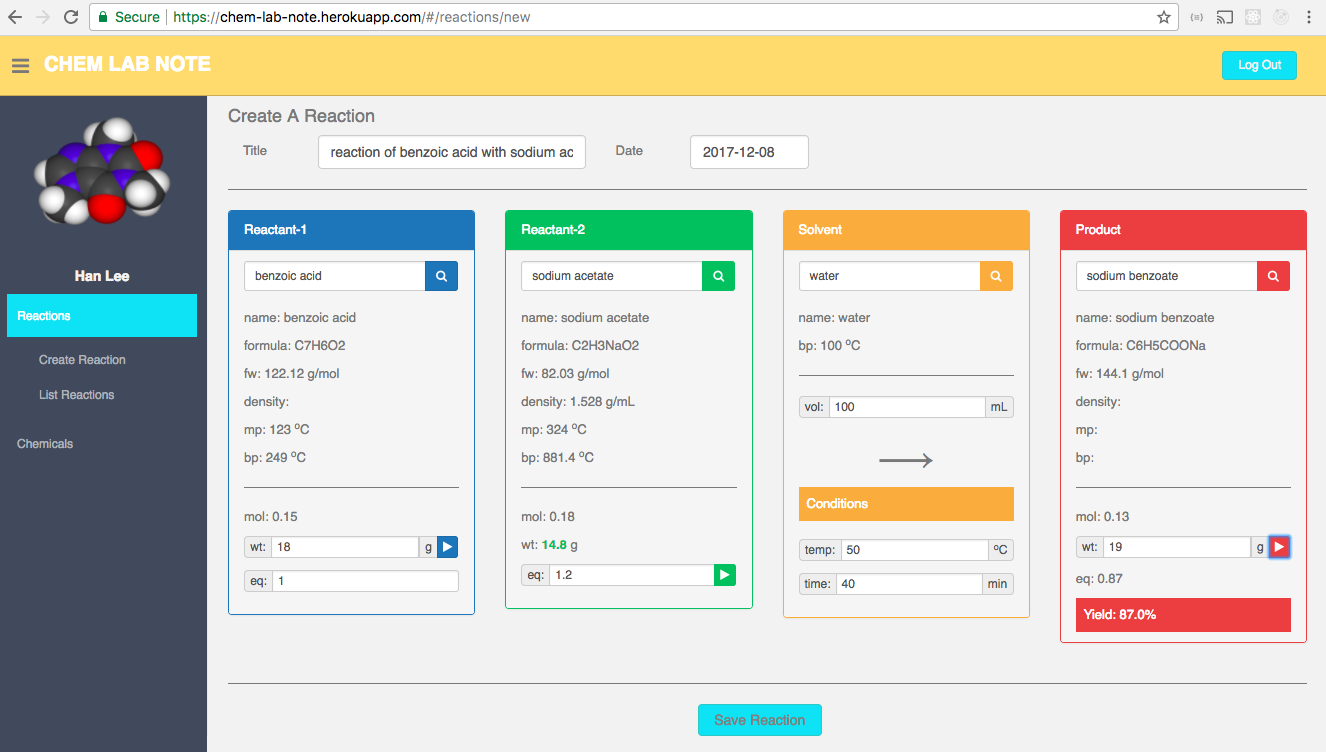 Secure https://chem-lab-note.herokuapp.com/#/reactions/new
CHEM LAB NOTE
Log Out
Han Lee
Reactions
Create Reaction
List Reactions
Chemicals
Create A Reaction
Title reaction of benzoic acid with sodium ac Date 2017-12-08
Reactant-1
benzoic acid
name: benzoic acid
formula: C7H6O2
fw: 122.12 g/mol
density:
mp: 123 ºC
bp: 249 ºC
mol: 0.15
wt: 18 g
eq: 1
Reactant-2
sodium acetate
name: sodium acetate
formula: C2H3NaO2
fw: 82.03 g/mol
density: 1.528 g/mL
mp: 324 ºC
bp: 881.4 ºC
mol: 0.18
wt: 14.8 g
eq: 1.2
Solvent
water
name: water
bp: 100 ºC
vol: 100 mL
Conditions
temp: 50 ºC
time: 40 min
Product
sodium benzoate
name: sodium benzoate
formula: C6H5COONa
fw: 144.1 g/mol
density:
mp:
bp:
mol: 0.13
wt: 19 g
eq: 0.87
Yield: 87.0%
Save Reaction